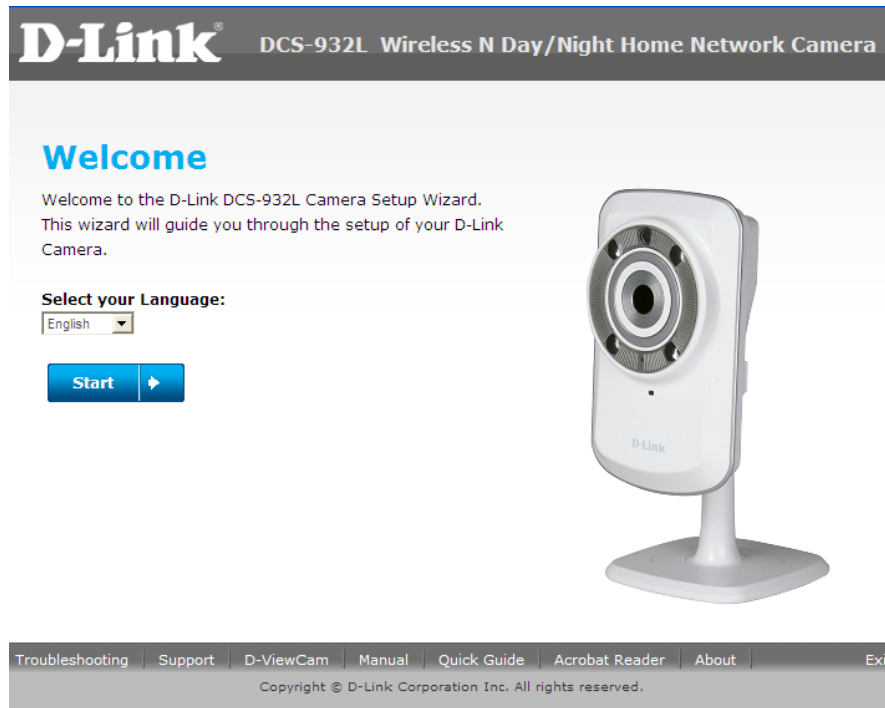 D-Link® DCS-932L Wireless N Day/Night Home Network Camera
Welcome
Welcome to the D-Link DCS-932L Camera Setup Wizard.
This wizard will guide you through the setup of your D-Link
Camera.
Select your Language:
English
Start
D-Link
Troubleshooting Support D-ViewCam Manual Quick Guide Acrobat Reader About Exi
Copyright © D-Link Corporation Inc. All rights reserved.